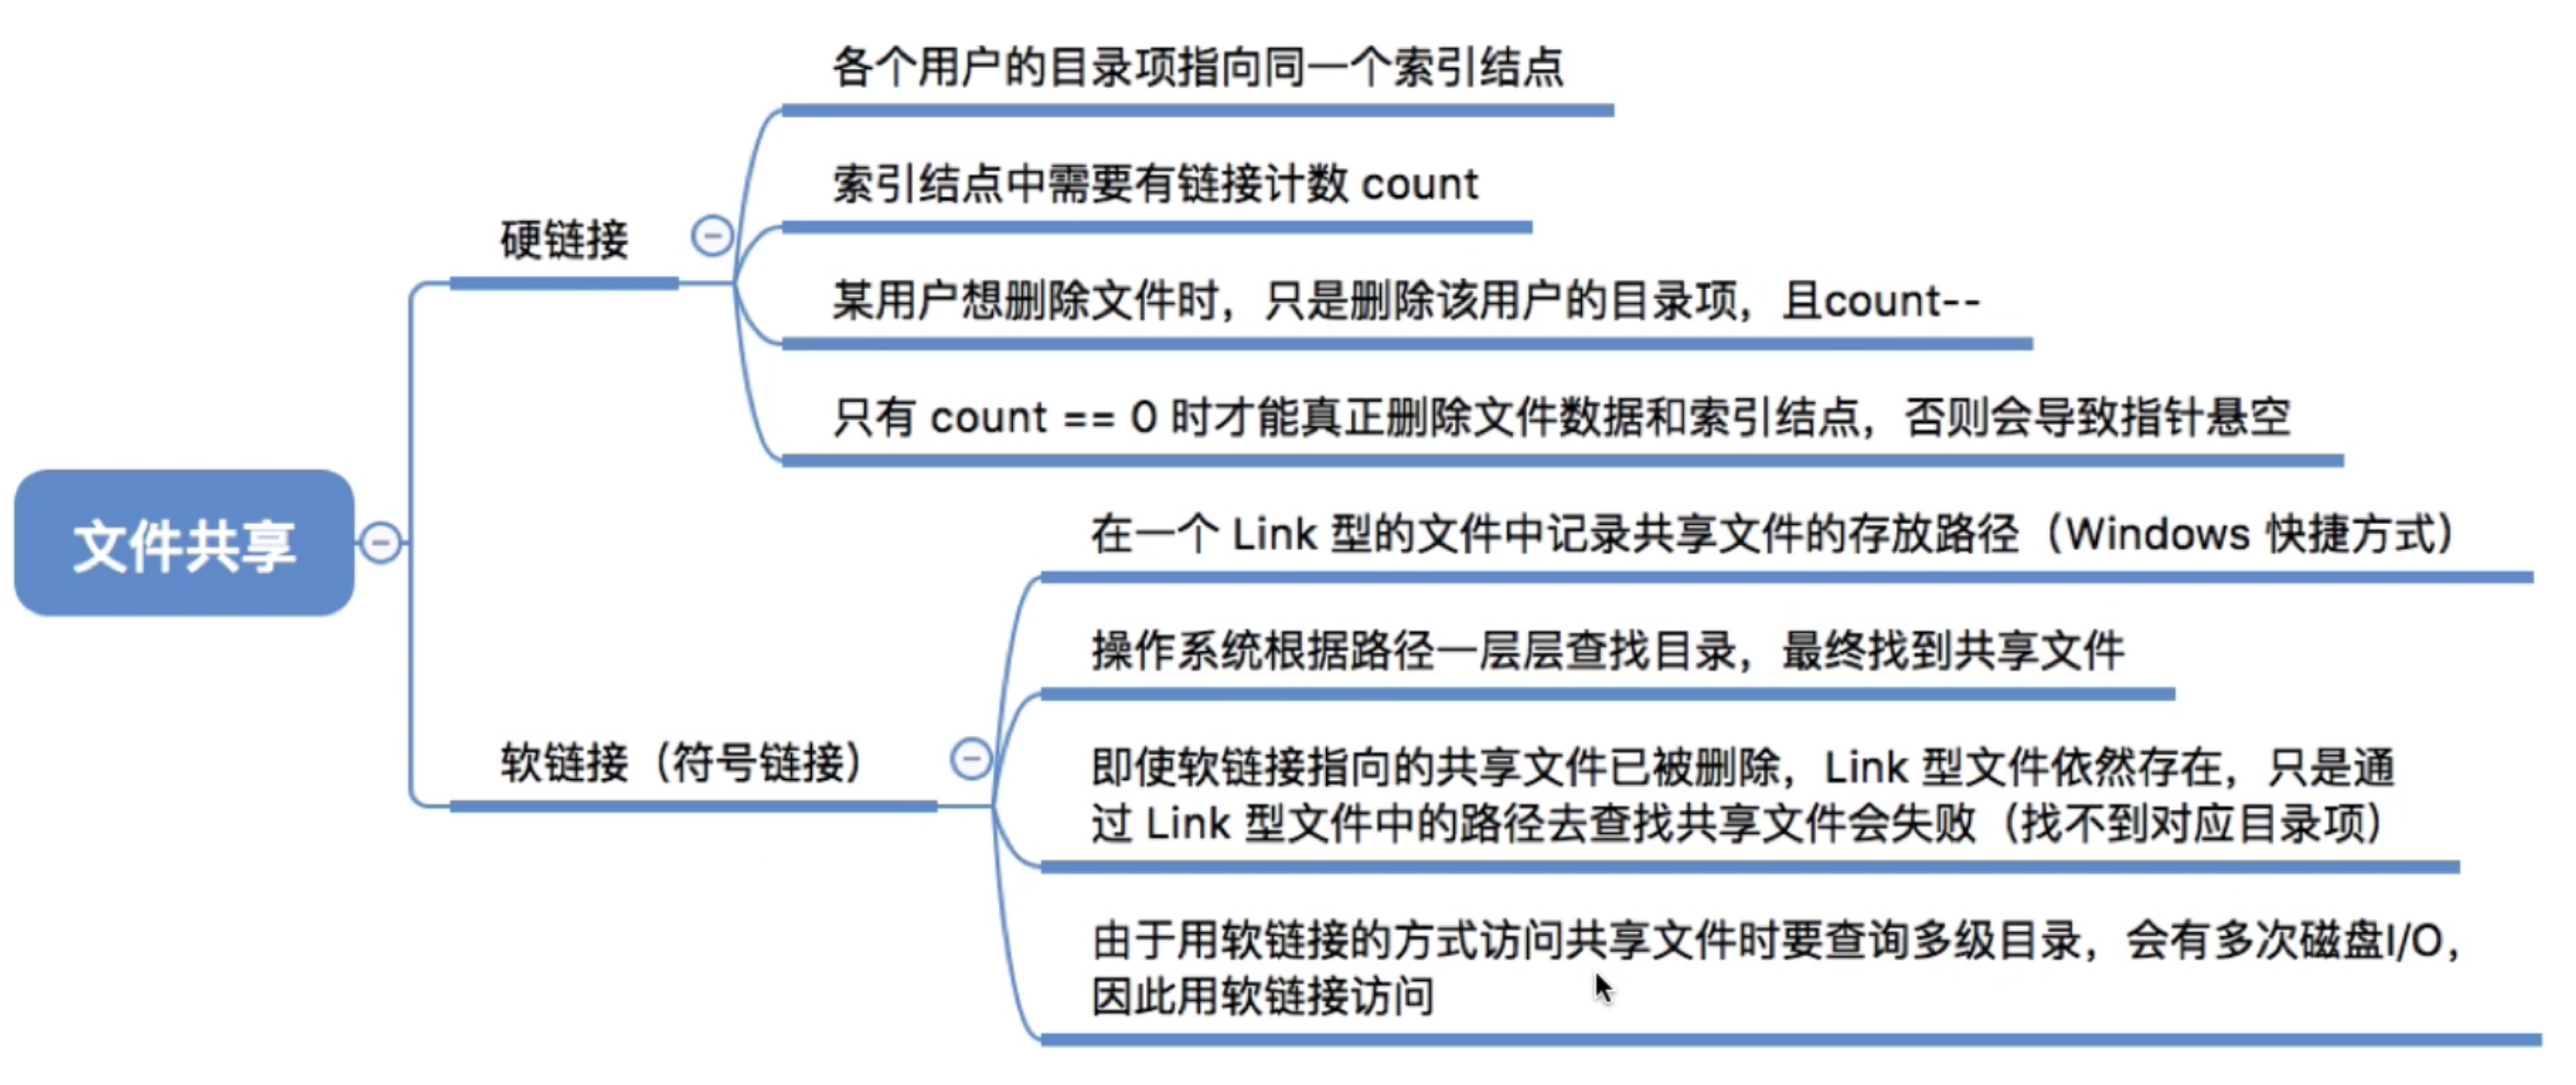 文件共享
硬链接
各个用户的目录项指向同一个索引结点
索引结点中需要有链接计数 count
某用户想删除文件时，只是删除该用户的目录项，且count--
只有 count == 0 时才能真正删除文件数据和索引结点，否则会导致指针悬空
软链接（符号链接）
在一个 Link 型的文件中记录共享文件的存放路径（Windows 快捷方式）
操作系统根据路径一层层查找目录，最终找到共享文件
即使软链接指向的共享文件已被删除，Link 型文件依然存在，只是通
过 Link 型文件中的路径去查找共享文件会失败（找不到对应目录项）
由于用软链接的方式访问共享文件时要查询多级目录，会有多次磁盘I/O，
因此用软链接访问